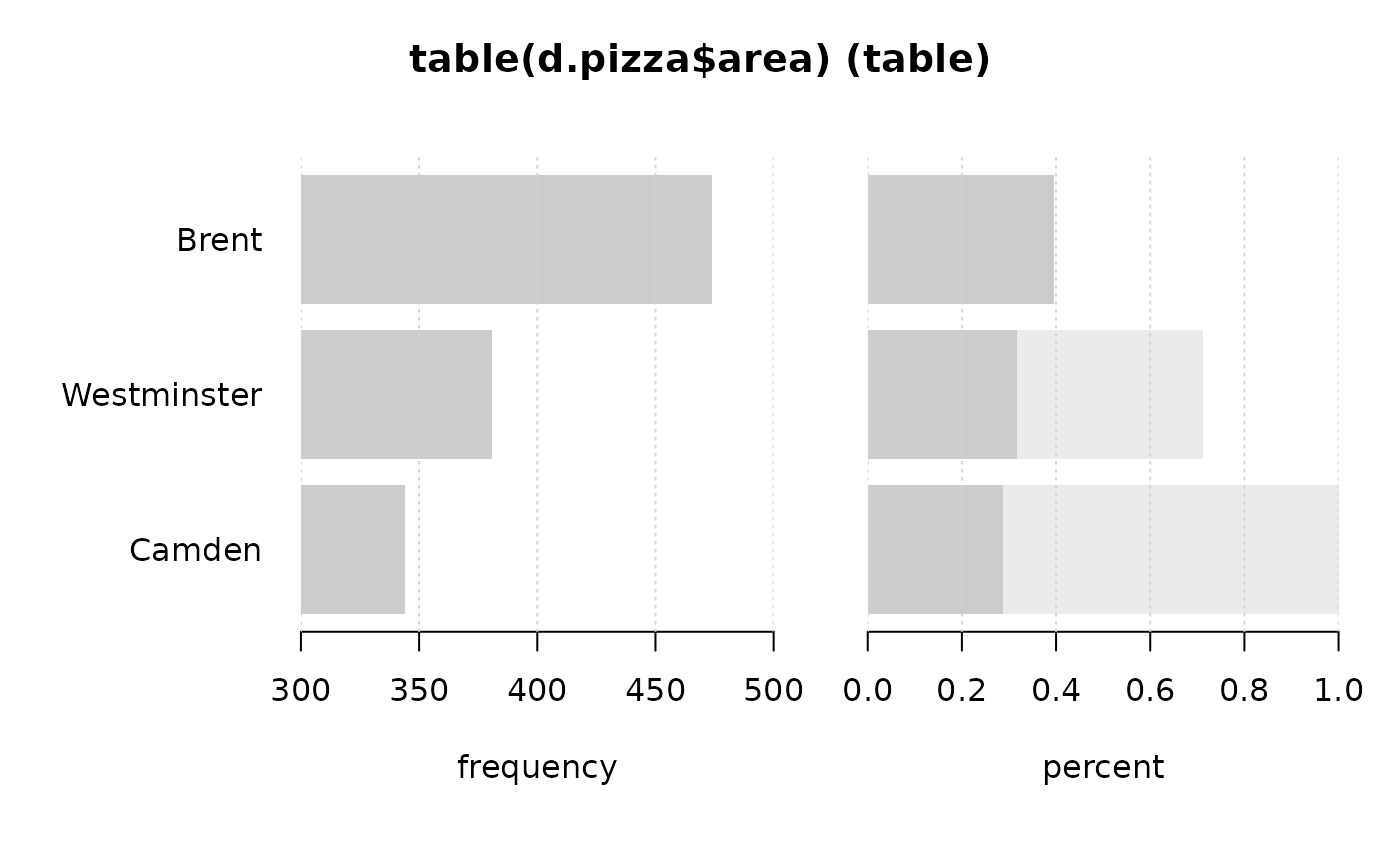 table(d.pizza$area) (table)
Brent
Westminster
Camden
300 350 400 450 500 0.0 0.2 0.4 0.6 0.8 1.0
frequency percent